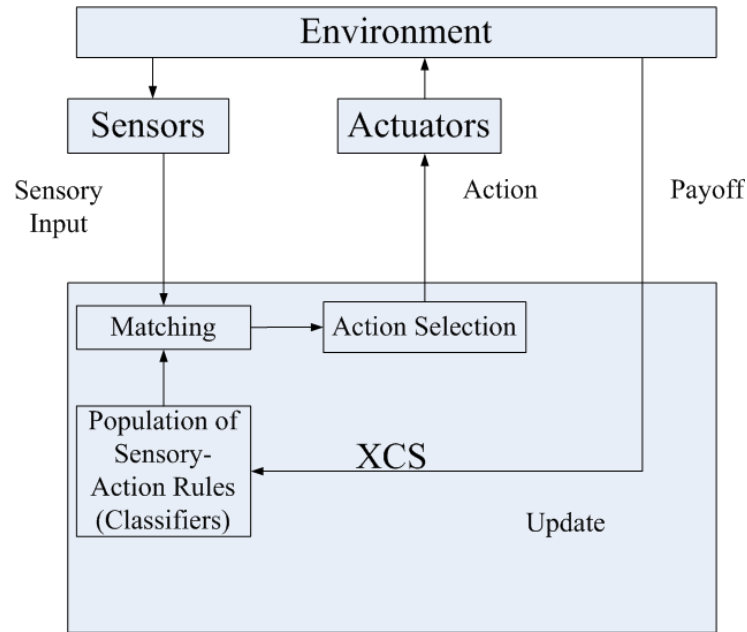 Environment
Sensors
Actuators
Sensory
Input
Action
Payoff
Matching
Action Selection
Population of
Sensory-
Action Rules
(Classifiers)
XCS
Update